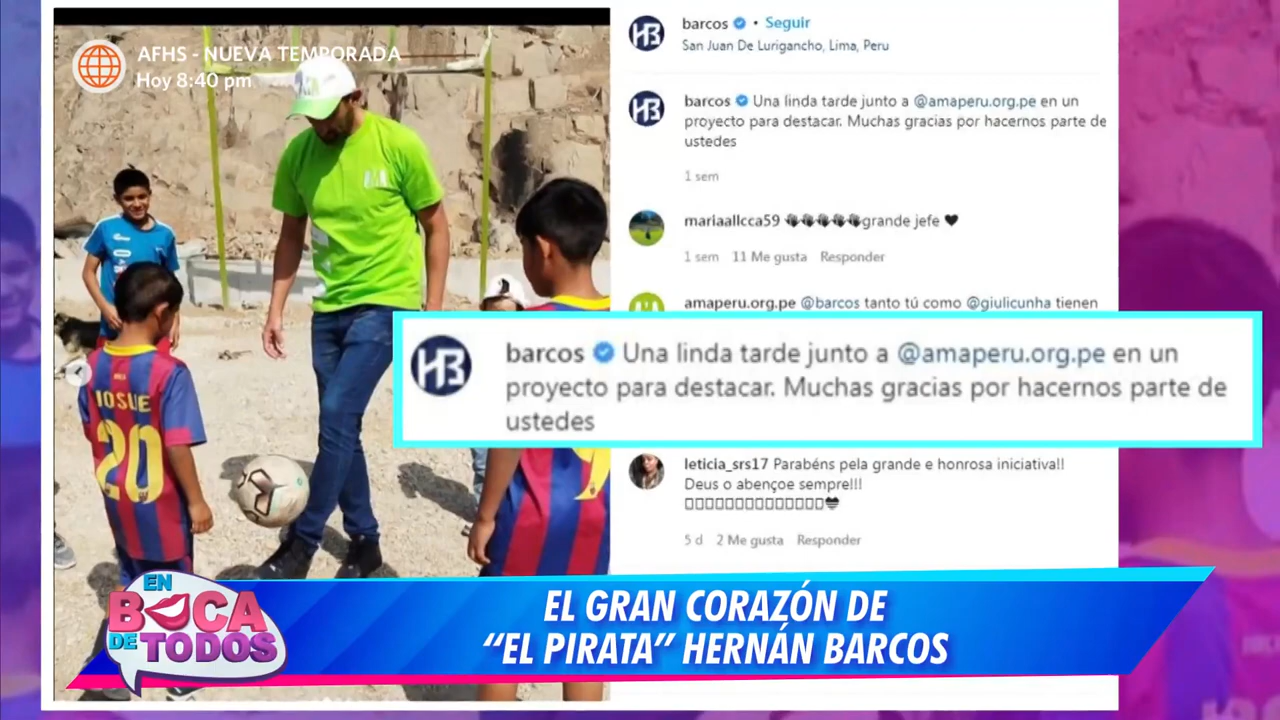 AFHS - NUEVA TEMPORADA
Hoy 8:40 pm
barcos • Seguir
San Juan De Lurigancho, Lima, Peru
barcos Una linda tarde junto a @amaperu.org.pe en un
proyecto para destacar. Muchas gracias por hacernos parte de
ustedes
1 sem
mariaallcca59 👏👏👏👏👏grande jefe ❤
1 sem 11 Me gusta Responder
amaperu.org.pe @barcos tanto tú como @giulicunha tienen
HB
barcos Una linda tarde junto a @amaperu.org.pe en un
proyecto para destacar. Muchas gracias por hacernos parte de
ustedes
leticia_srs17 Parabéns pela grande e honrosa iniciativa!!
Deus o abençoe sempre!!!
5 d 2 Me gusta Responder
JOSUE
20
9
EN
BOCA
DE TODOS
EL GRAN CORAZÓN DE
“EL PIRATA” HERNÁN BARCOS